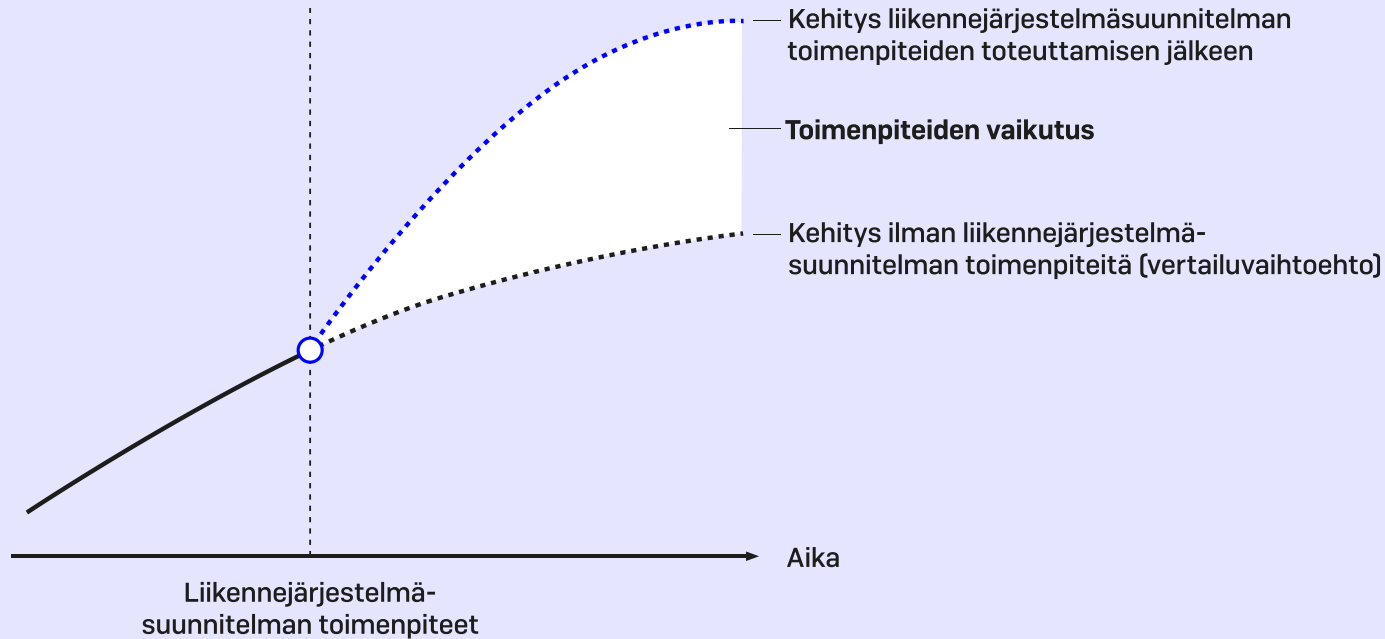 Kehitys liikennejärjestelmäsuunnitelman
toimenpiteiden toteuttamisen jälkeen
Toimenpiteiden vaikutus
Kehitys ilman liikennejärjestelmä-
suunnitelman toimenpiteitä (vertailuvaihtoehto)
Aika
Liikennejärjestelmä-
suunnitelman toimenpiteet